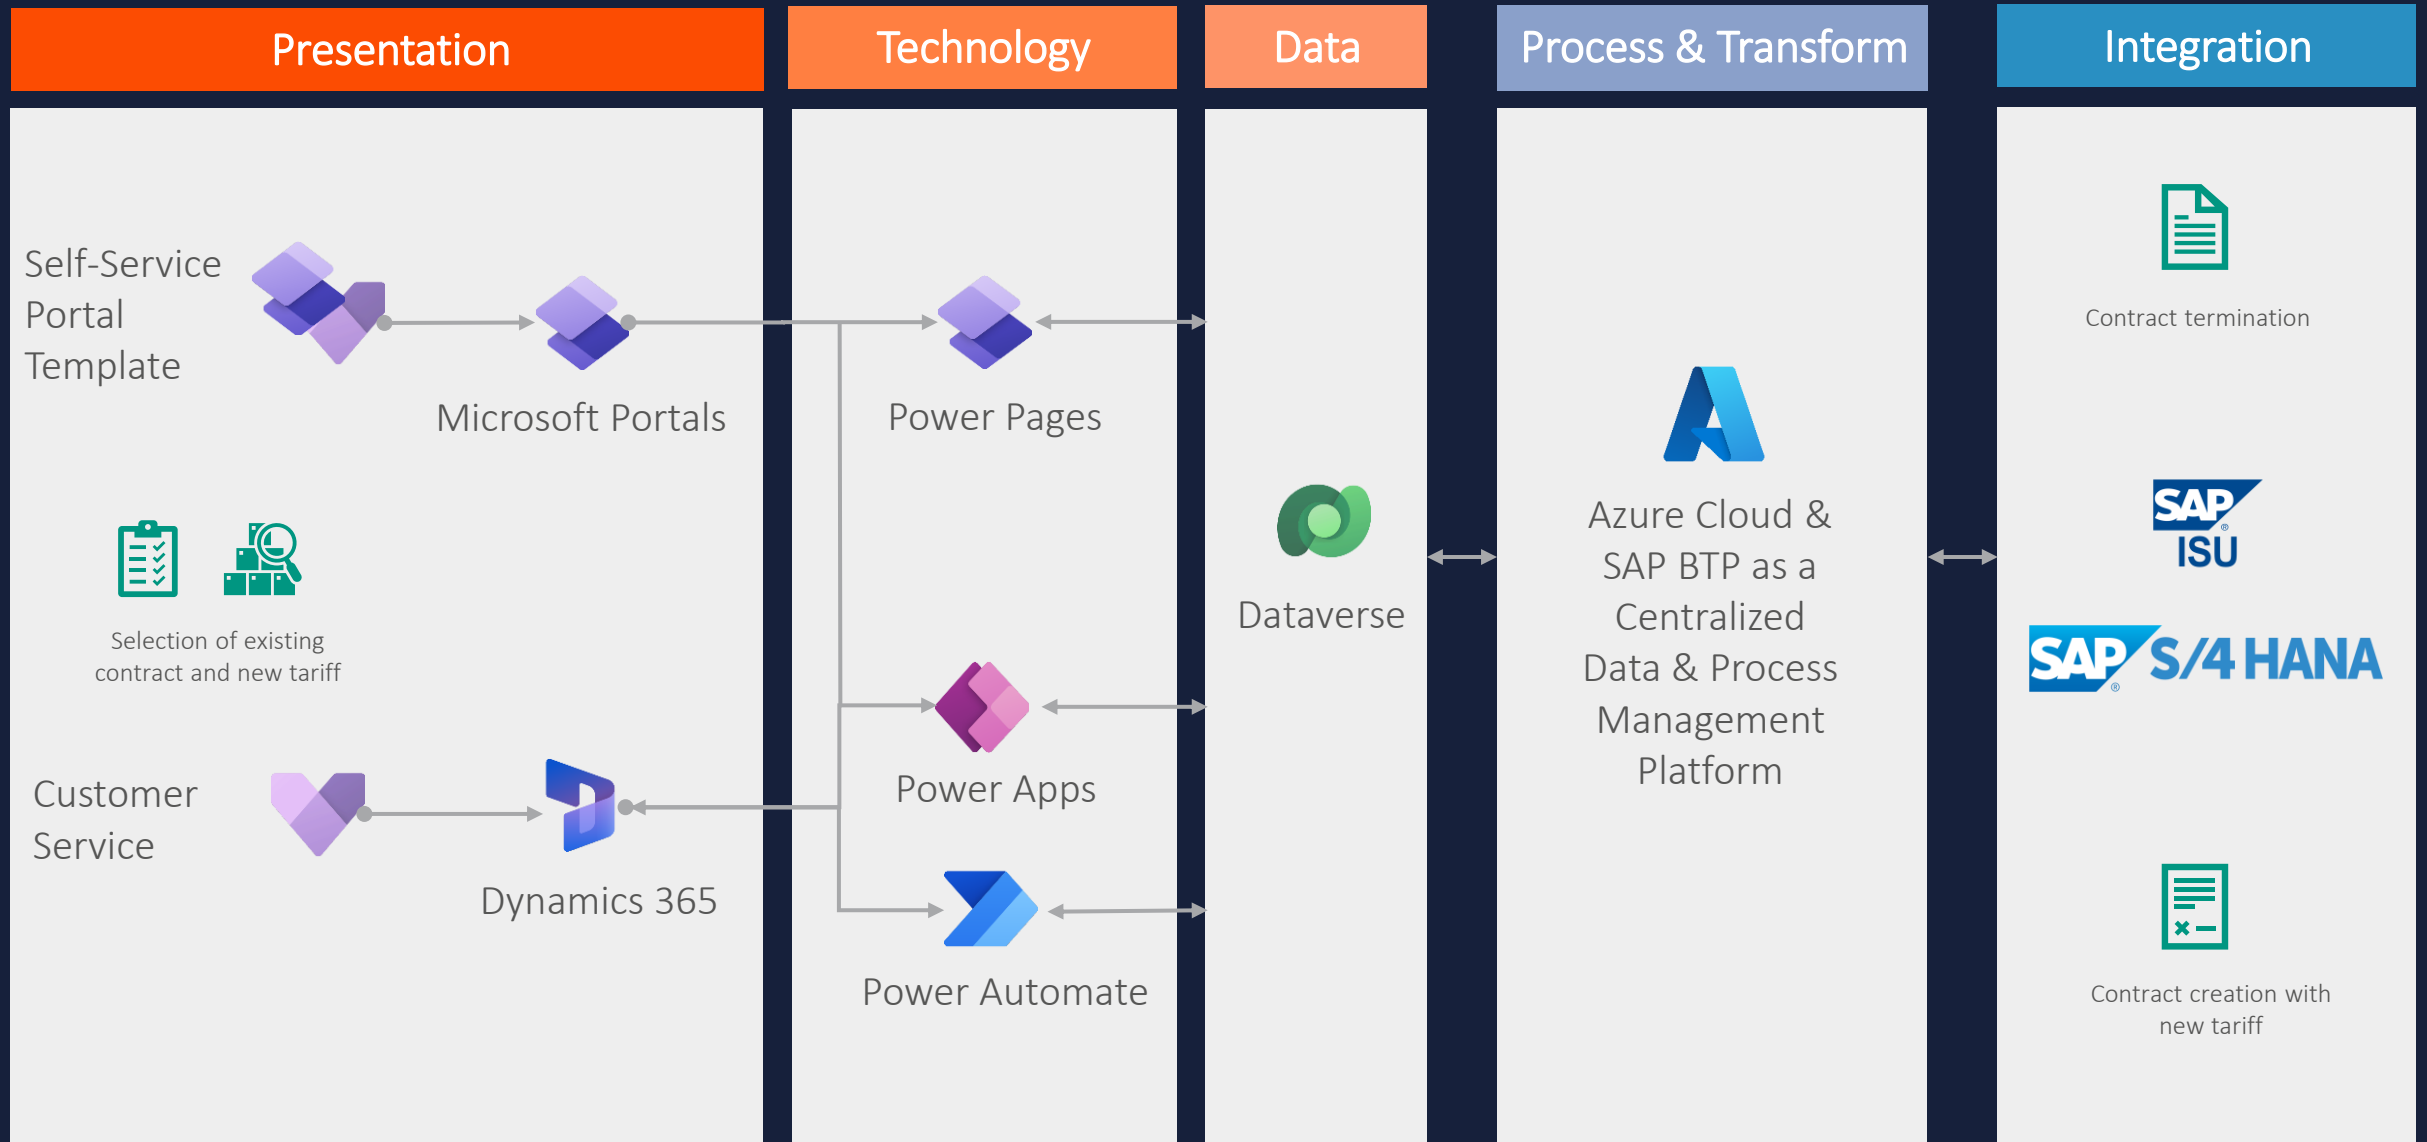 Presentation
Technology
Data
Process & Transform
Integration
Self-Service
Portal
Template
Microsoft Portals
Selection of existing
contract and new tariff
Customer
Service
Dynamics 365
Power Pages
Power Apps
Power Automate
Dataverse
Azure Cloud &
SAP BTP as a
Centralized
Data & Process
Management
Platform
Contract termination
SAP®
ISU
SAP® S/4HANA
Contract creation with
new tariff